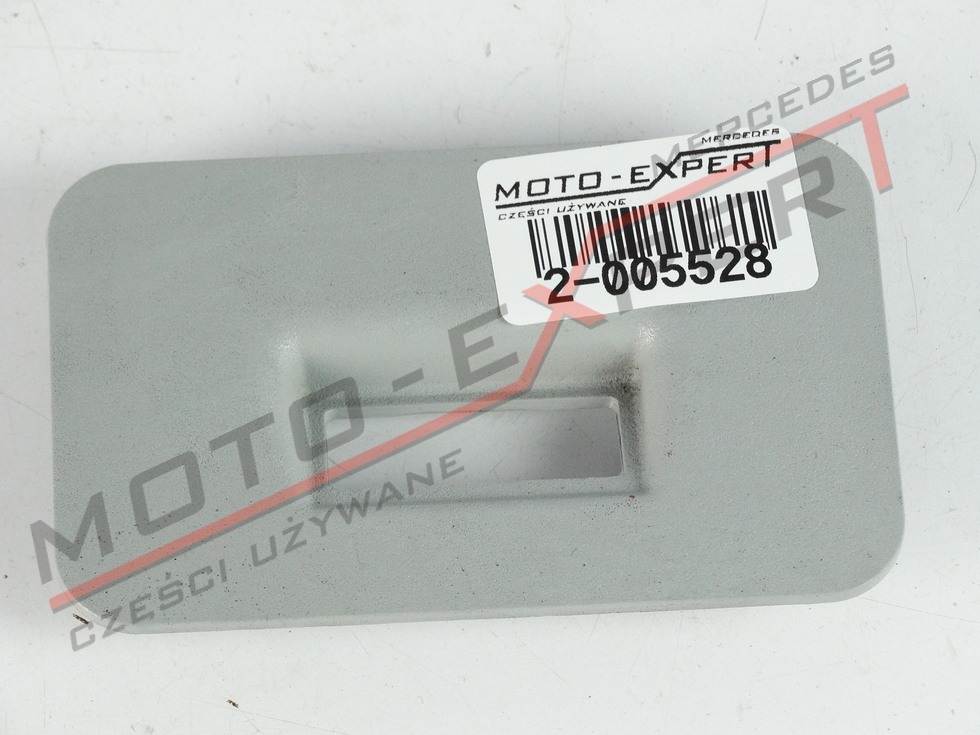 MERCEDES
MOTO-EXPERT
CZĘŚCI UŻYWANE
2-005528
MERCEDES
MOTO-EXPERT
CZĘŚCI UŻYWANE